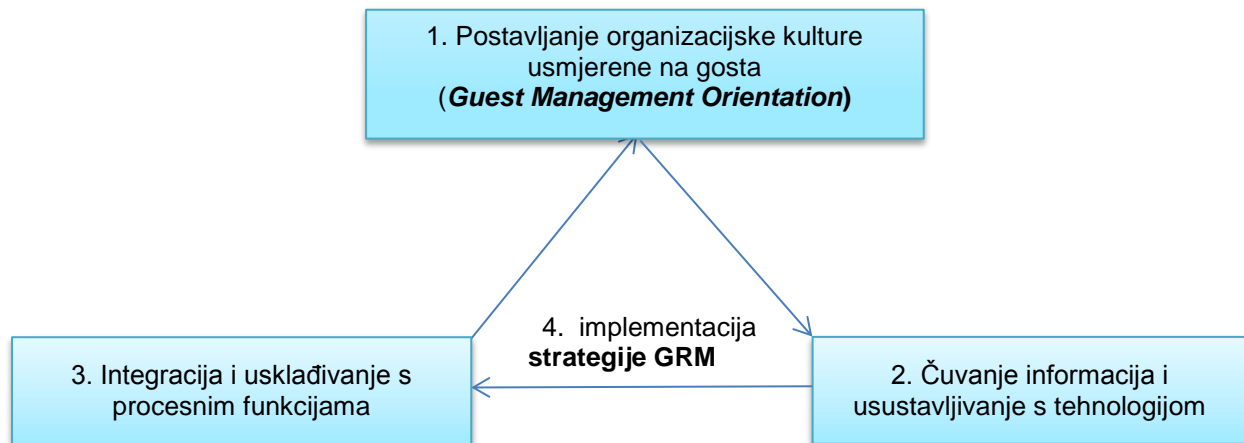 1. Postavljanje organizacijske kulture
usmjerene na gosta
(Guest Management Orientation)
4. implementacija
strategije GRM
3. Integracija i usklađivanje s
procesnim funkcijama
2. Čuvanje informacija i
usustavljivanje s tehnologijom